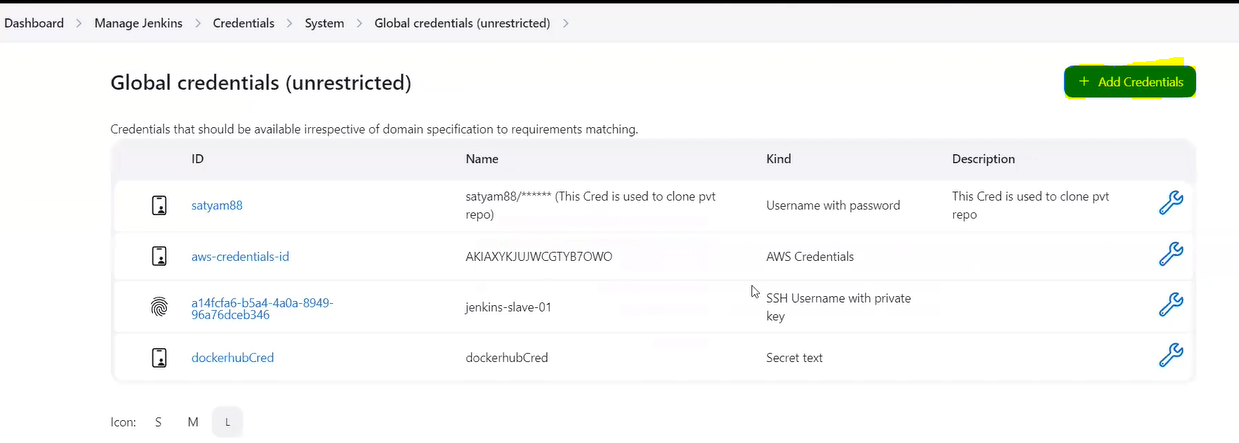 Dashboard > Manage Jenkins > Credentials > System > Global credentials (unrestricted) >
Global credentials (unrestricted)
+ Add Credentials
Credentials that should be available irrespective of domain specification to requirements matching.
ID Name Kind Description
satyam88 satyam88/****** (This Cred is used to clone pvt repo) Username with password This Cred is used to clone pvt repo
aws-credentials-id AKIAXYKJUJWCGTYB7OWO AWS Credentials
a14fcfa6-b5a4-4a0a-8949-96a76dceb346 jenkins-slave-01 SSH Username with private key
dockerhubCred dockerhubCred Secret text
Icon: S M L